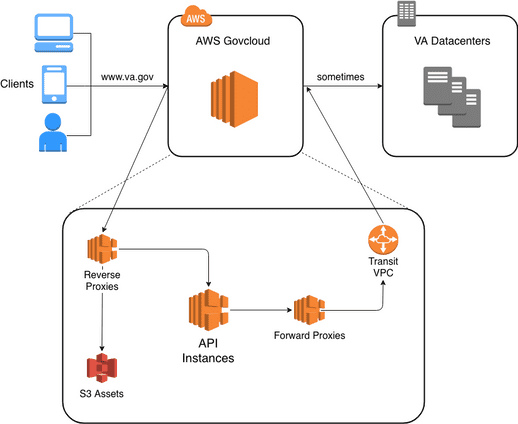 AWS Govcloud
VA Datacenters
Clients
www.va.gov
sometimes
Reverse
Proxies
Transit
VPC
API
Instances
Forward Proxies
S3 Assets